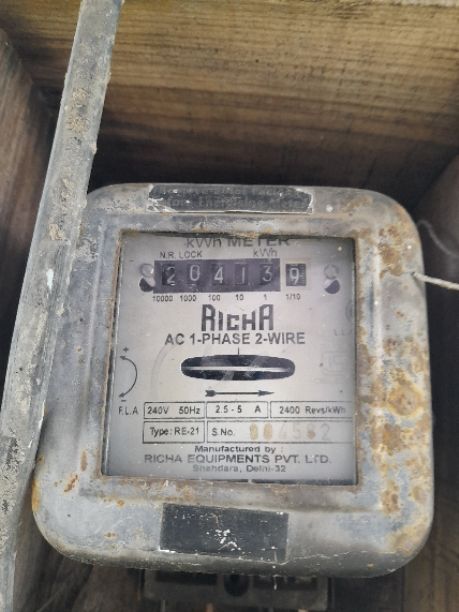 kWh METER
N.R. LOCK kWh
2 0 4 1 3 9
10000 1000 100 10 1 1/10
RICHA
AC 1-PHASE 2-WIRE
F.L.A 240V 50Hz 2.5 - 5 A 2400 Revs/kWh
Type: RE-21 S.No.
Manufactured by
RICHA EQUIPMENTS PVT. LTD.
Shahdara, Delhi-32